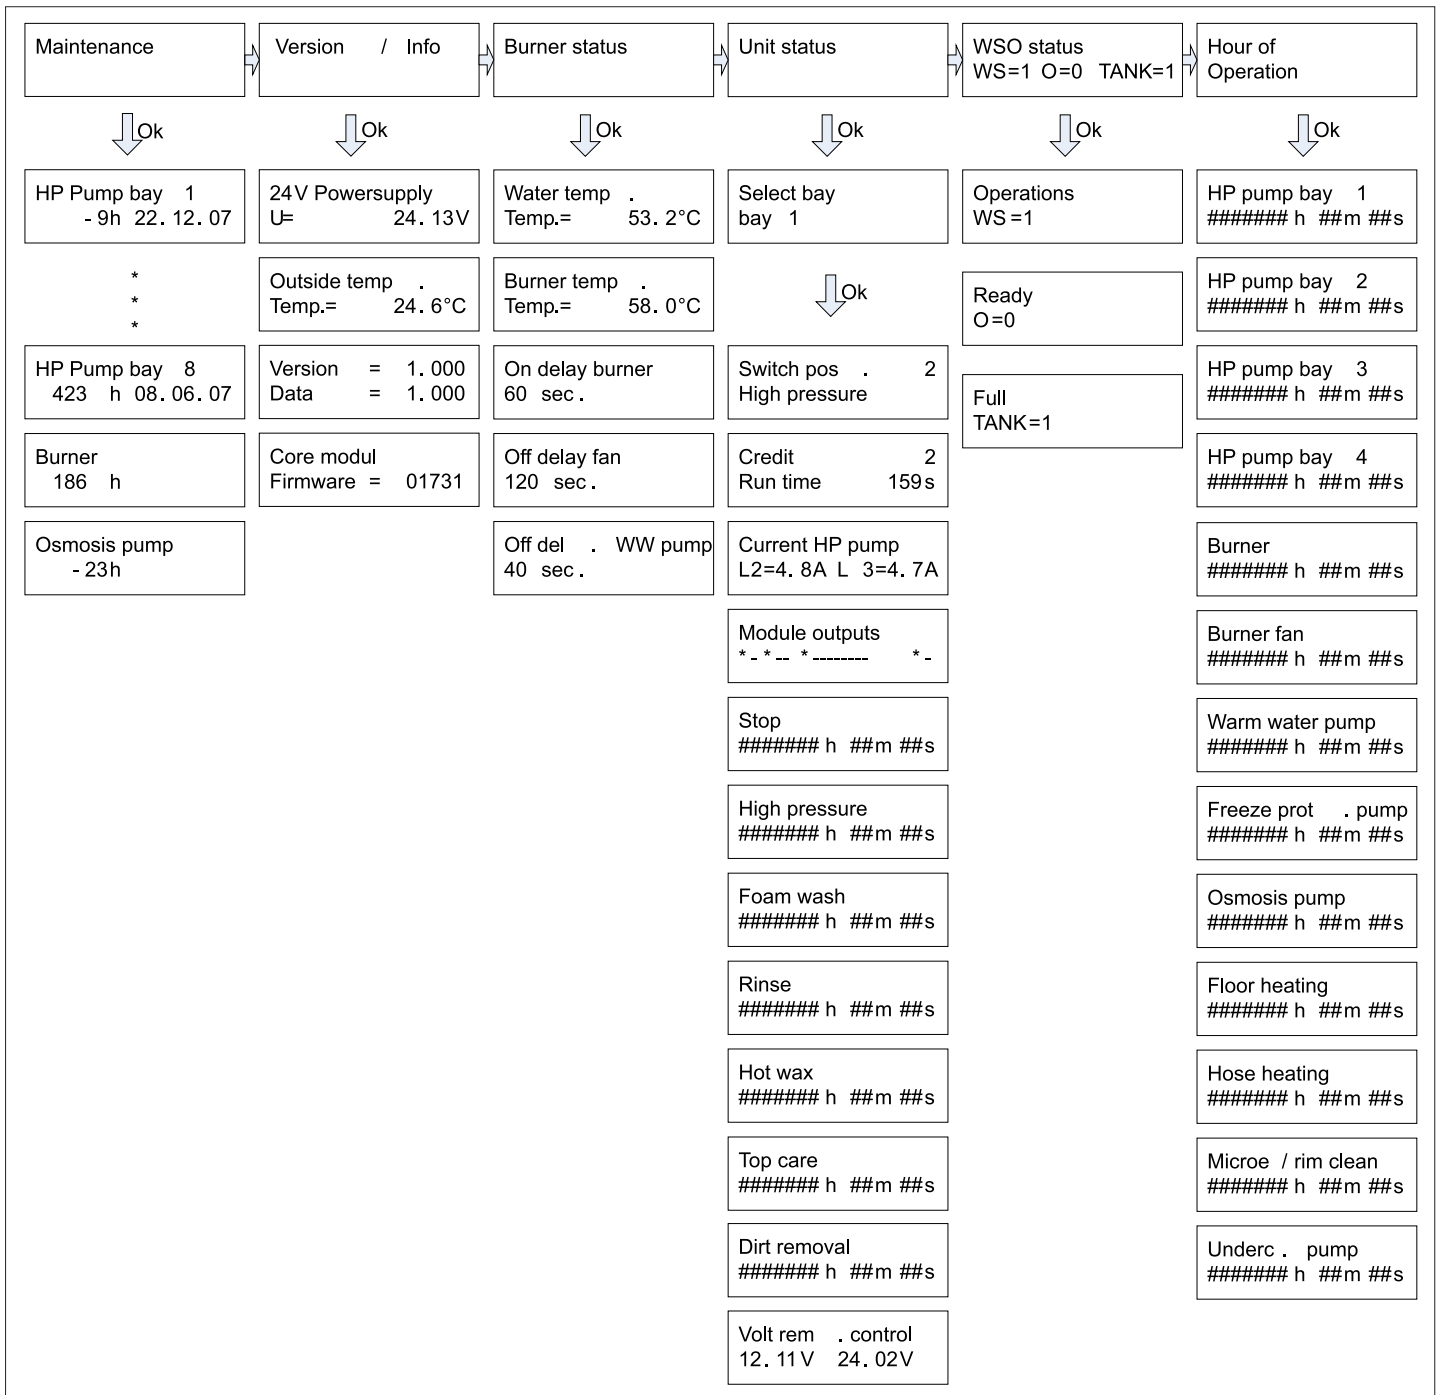 Maintenance
Version / Info
Burner status
Unit status
WSO status
WS=1 O=0 TANK=1
Hour of
Operation
Ok
Ok
Ok
Ok
Ok
Ok
HP Pump bay 1
- 9h 22. 12. 07
*
*
*
HP Pump bay 8
423 h 08. 06. 07
Burner
186 h
Osmosis pump
- 23h
24V Powersupply
U= 24. 13V
Outside temp .
Temp.= 24. 6°C
Version = 1. 000
Data = 1. 000
Core modul
Firmware = 01731
Water temp .
Temp.= 53. 2°C
Burner temp .
Temp.= 58. 0°C
On delay burner
60 sec.
Off delay fan
120 sec.
Off del . WW pump
40 sec.
Select bay
bay 1
Ok
Switch pos . 2
High pressure
Credit 2
Run time 159s
Current HP pump
L2=4. 8A L 3=4. 7A
Module outputs
* - * -- * -------- * -
Stop
####### h ##m ##s
High pressure
####### h ##m ##s
Foam wash
####### h ##m ##s
Rinse
####### h ##m ##s
Hot wax
####### h ##m ##s
Top care
####### h ##m ##s
Dirt removal
####### h ##m ##s
Volt rem . control
12. 11 V 24. 02V
Operations
WS =1
Ready
O=0
Full
TANK=1
HP pump bay 1
####### h ##m ##s
HP pump bay 2
####### h ##m ##s
HP pump bay 3
####### h ##m ##s
HP pump bay 4
####### h ##m ##s
Burner
####### h ##m ##s
Burner fan
####### h ##m ##s
Warm water pump
####### h ##m ##s
Freeze prot . pump
####### h ##m ##s
Osmosis pump
####### h ##m ##s
Floor heating
####### h ##m ##s
Hose heating
####### h ##m ##s
Microe / rim clean
####### h ##m ##s
Underc . pump
####### h ##m ##s